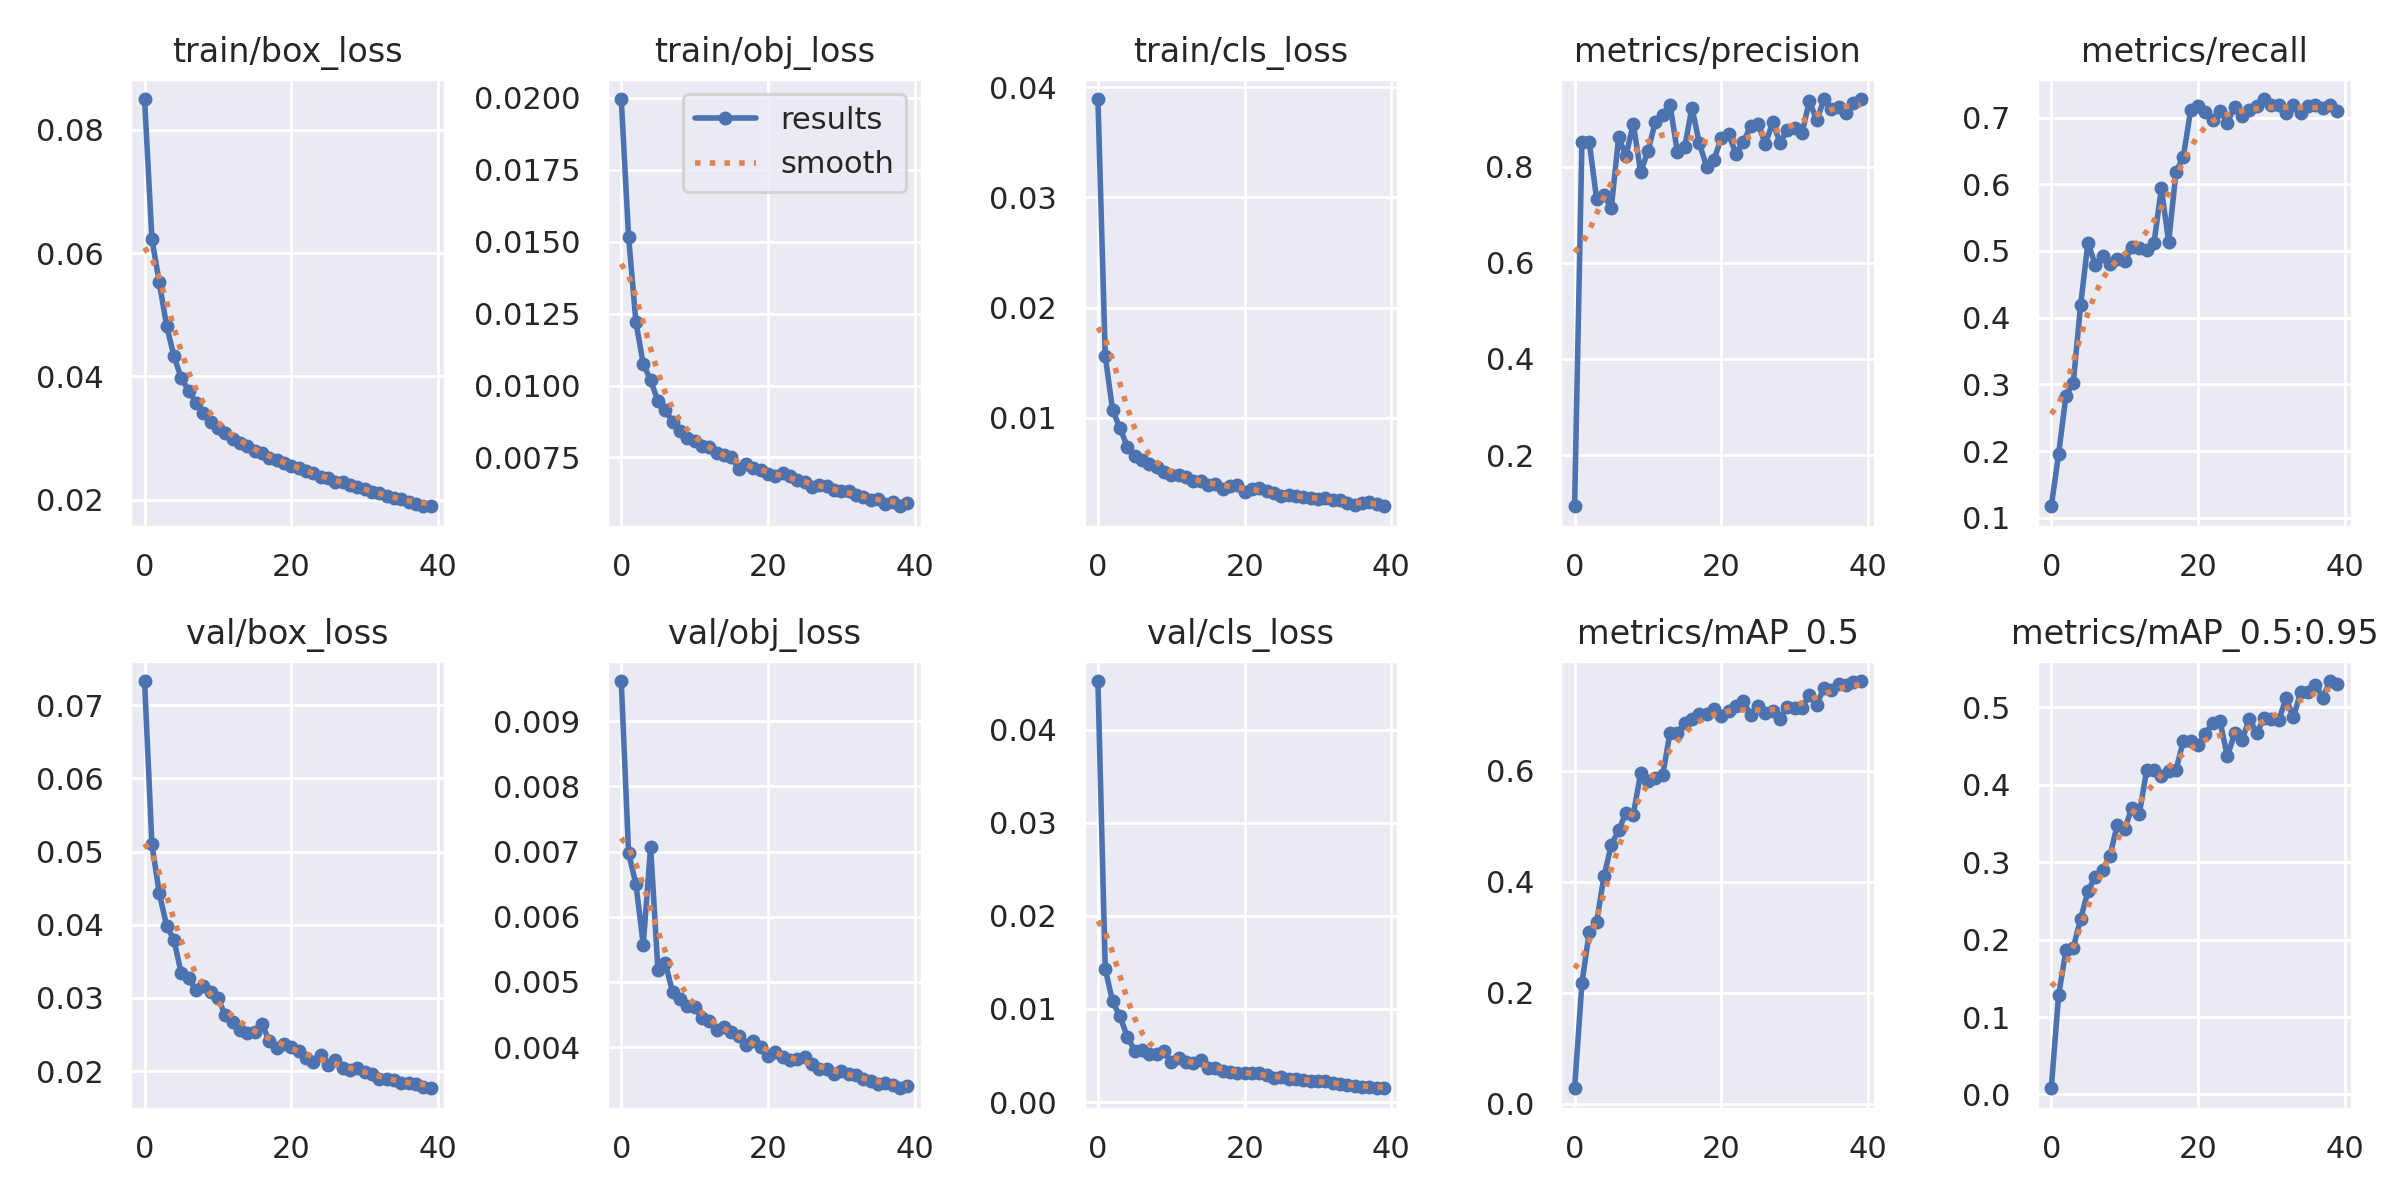 train/box_loss
0.08
0.06
0.04
0.02
0 20 40
train/obj_loss
results
smooth
0.0200
0.0175
0.0150
0.0125
0.0100
0.0075
0 20 40
train/cls_loss
0.04
0.03
0.02
0.01
0 20 40
metrics/precision
0.8
0.6
0.4
0.2
0 20 40
metrics/recall
0.7
0.6
0.5
0.4
0.3
0.2
0.1
0 20 40
val/box_loss
0.07
0.06
0.05
0.04
0.03
0.02
0 20 40
val/obj_loss
0.009
0.008
0.007
0.006
0.005
0.004
0 20 40
val/cls_loss
0.04
0.03
0.02
0.01
0.00
0 20 40
metrics/mAP_0.5
0.6
0.4
0.2
0.0
0 20 40
metrics/mAP_0.5:0.95
0.5
0.4
0.3
0.2
0.1
0.0
0 20 40